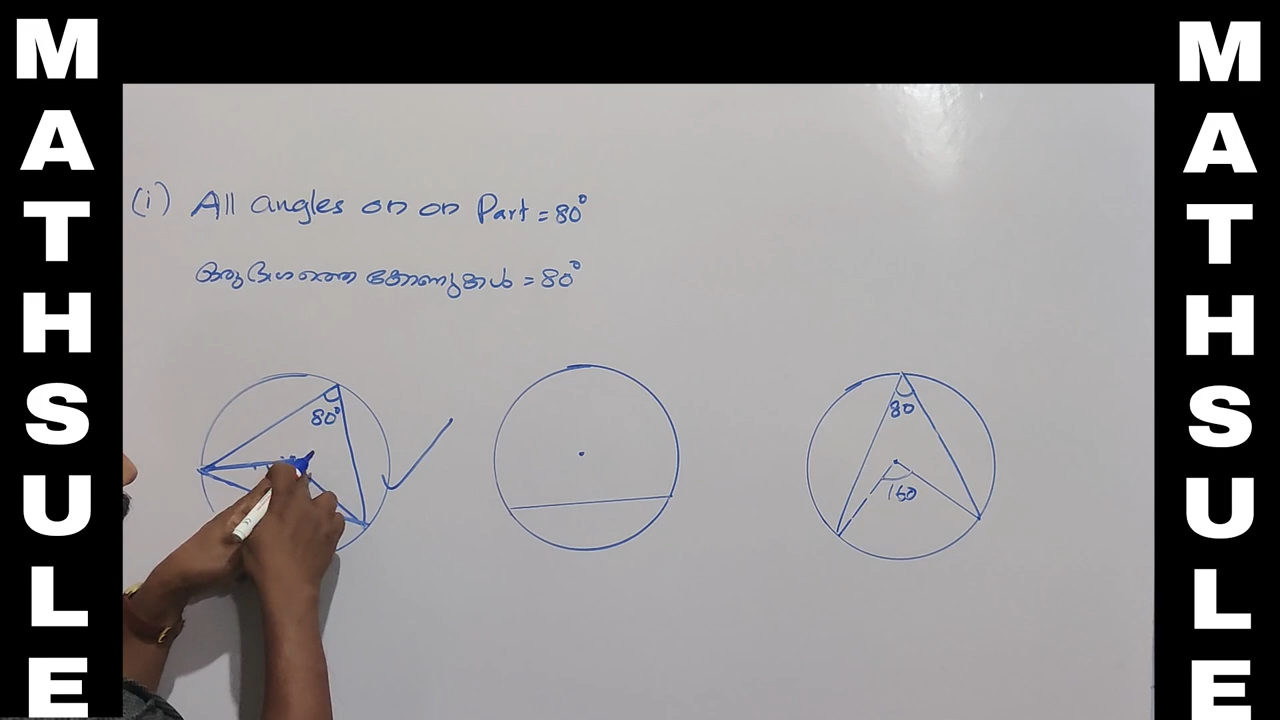 MATHSULE
(i) All angles on on Part = 80°
ഒരു ഭാഗത്തെ കോണുകൾ = 80°
80°
80
160
MATHSULE